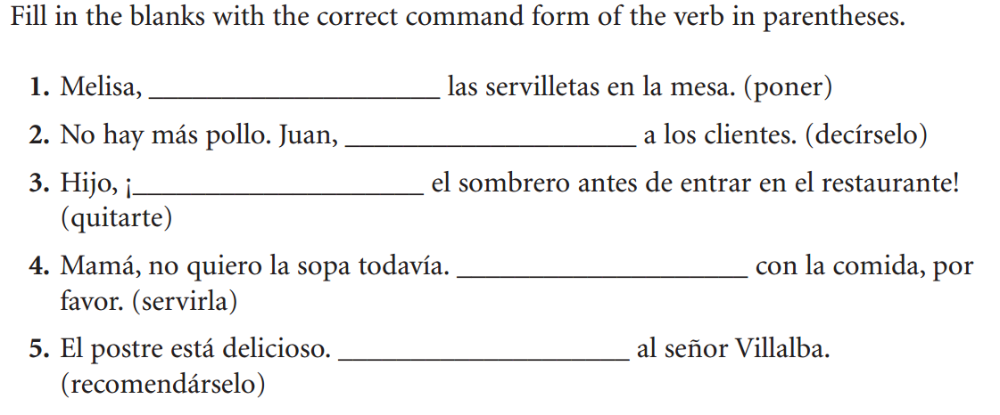 Fill in the blanks with the correct command form of the verb in parentheses.
1. Melisa, ____________________ las servilletas en la mesa. (poner)
2. No hay más pollo. Juan, ____________________ a los clientes. (decírselo)
3. Hijo, ¡____________________ el sombrero antes de entrar en el restaurante!
(quitarte)
4. Mamá, no quiero la sopa todavía. ____________________ con la comida, por
favor. (servirla)
5. El postre está delicioso. ____________________ al señor Villalba.
(recomendárselo)